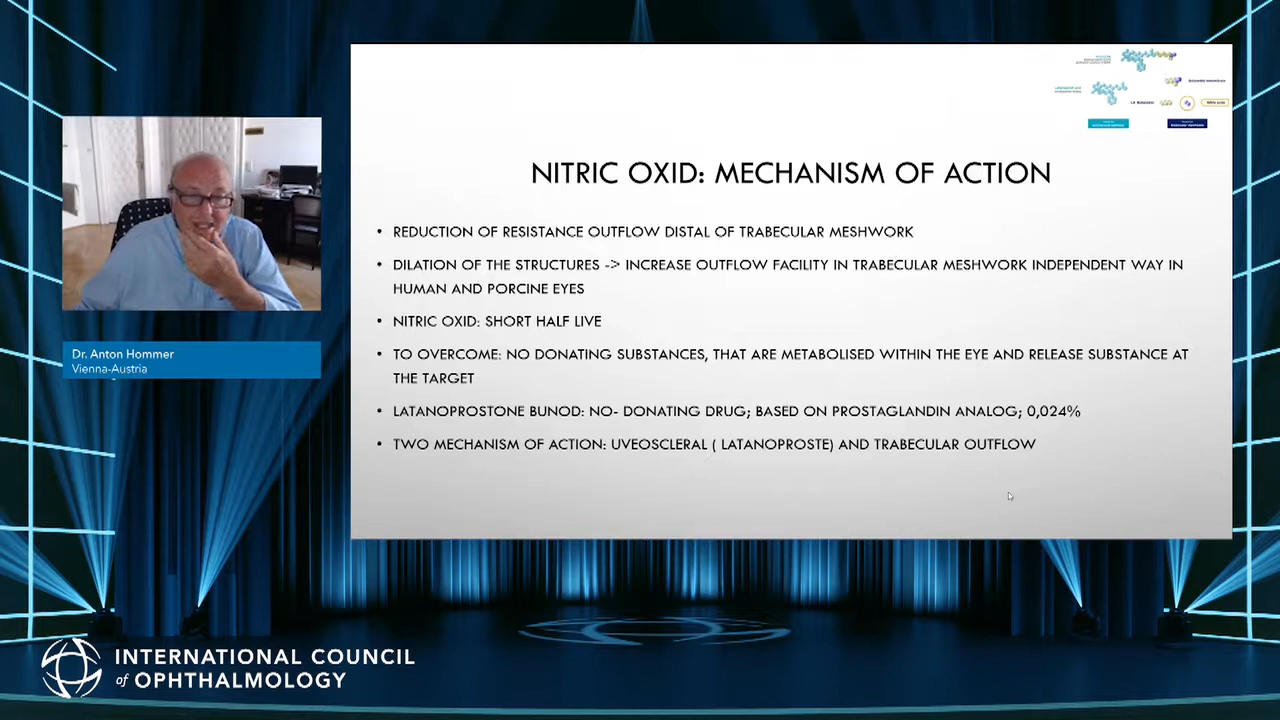 NITRIC OXID: MECHANISM OF ACTION
• REDUCTION OF RESISTANCE OUTFLOW DISTAL OF TRABECULAR MESHWORK
• DILATION OF THE STRUCTURES -> INCREASE OUTFLOW FACILITY IN TRABECULAR MESHWORK INDEPENDENT WAY IN
HUMAN AND PORCINE EYES
• NITRIC OXID: SHORT HALF LIVE
• TO OVERCOME: NO DONATING SUBSTANCES, THAT ARE METABOLISED WITHIN THE EYE AND RELEASE SUBSTANCE AT
THE TARGET
• LATANOPROSTONE BUNOD: NO- DONATING DRUG; BASED ON PROSTAGLANDIN ANALOG; 0,024%
• TWO MECHANISM OF ACTION: UVEOSCLERAL ( LATANOPROSTE) AND TRABECULAR OUTFLOW
Dr. Anton Hommer
Vienna-Austria
INTERNATIONAL COUNCIL
of OPHTHALMOLOGY